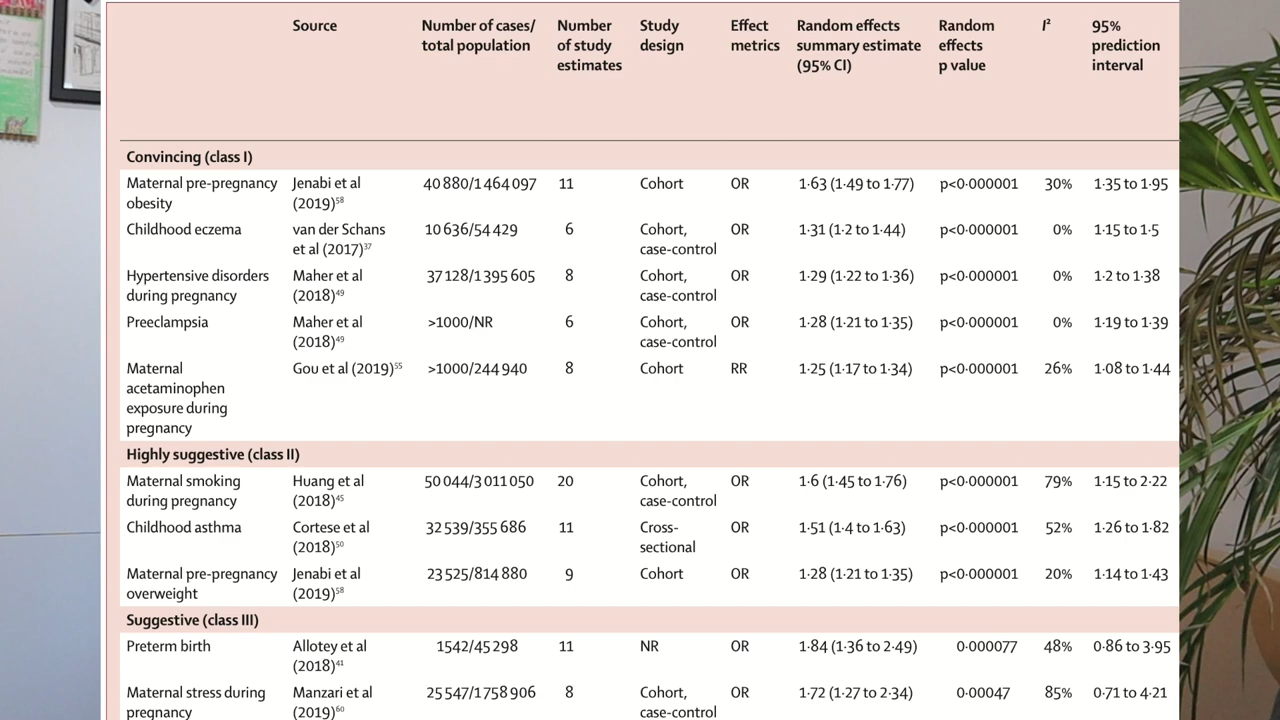 Source Number of cases/ Number Study Effect Random effects Random I² 95%
total population of study design metrics summary estimate effects prediction
estimates (95% CI) p value interval
Convincing (class I)
Maternal pre-pregnancy Jenabi et al 40 880/1 464 097 11 Cohort OR 1·63 (1·49 to 1·77) p<0·000001 30% 1·35 to 1·95
obesity (2019)⁵⁸
Childhood eczema van der Schans 10 636/54 429 6 Cohort, OR 1·31 (1·2 to 1·44) p<0·000001 0% 1·15 to 1·5
et al (2017)³⁷ case-control
Hypertensive disorders Maher et al 37 128/1 395 605 8 Cohort, OR 1·29 (1·22 to 1·36) p<0·000001 0% 1·2 to 1·38
during pregnancy (2018)⁴⁹ case-control
Preeclampsia Maher et al >1000/NR 6 Cohort, OR 1·28 (1·21 to 1·35) p<0·000001 0% 1·19 to 1·39
(2018)⁴⁹ case-control
Maternal Gou et al (2019)⁵⁵ >1000/244 940 8 Cohort RR 1·25 (1·17 to 1·34) p<0·000001 26% 1·08 to 1·44
acetaminophen
exposure during
pregnancy
Highly suggestive (class II)
Maternal smoking Huang et al 50 044/3 011 050 20 Cohort, OR 1·6 (1·45 to 1·76) p<0·000001 79% 1·15 to 2·22
during pregnancy (2018)⁴⁵ case-control
Childhood asthma Cortese et al 32 539/355 686 11 Cross- OR 1·51 (1·4 to 1·63) p<0·000001 52% 1·26 to 1·82
(2018)⁵⁰ sectional
Maternal pre-pregnancy Jenabi et al 23 525/814 880 9 Cohort OR 1·28 (1·21 to 1·35) p<0·000001 20% 1·14 to 1·43
overweight (2019)⁵⁸
Suggestive (class III)
Preterm birth Allotey et al 1542/45 298 11 NR OR 1·84 (1·36 to 2·49) 0·000077 48% 0·86 to 3·95
(2018)⁴¹
Maternal stress during Manzari et al 25 547/1 758 906 8 Cohort, OR 1·72 (1·27 to 2·34) 0·00047 85% 0·71 to 4·21
pregnancy (2019)⁶⁰ case-control